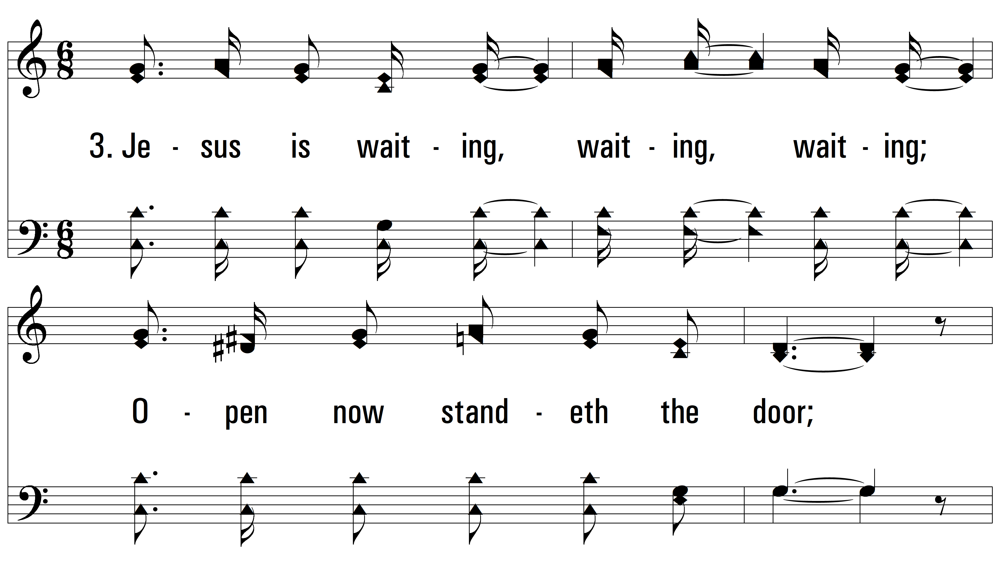 3. Je - sus is wait - ing, wait - ing, wait - ing;
O - pen now stand - eth the door;